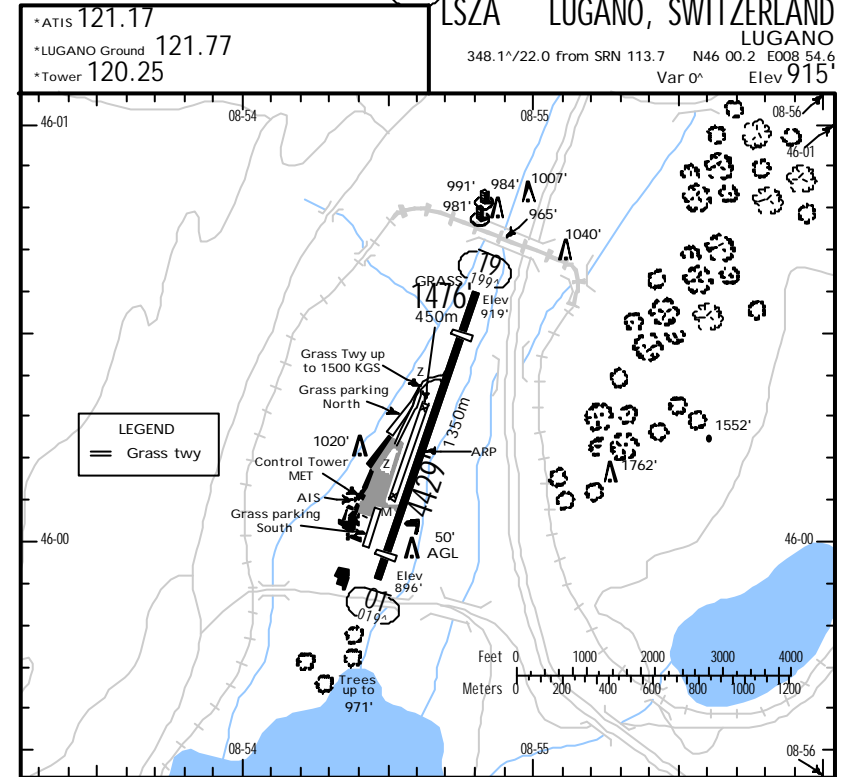 *ATIS 121.17
*LUGANO Ground 121.77
*Tower 120.25
LSZA LUGANO, SWITZERLAND
LUGANO
348.1^/22.0 from SRN 113.7 N46 00.2 E008 54.6
Var 0^ Elev 915'
08-54
08-55
08-56
46-01
46-01
991'
984'
1007'
981'
965'
1040'
19
199^
GRASS
1476'
450m
Elev
919'
Grass Twy up
to 1500 KGS
Z
Grass parking
North
1350m
LEGEND
Grass twy
1020'
1552'
Control Tower
MET
Z
ARP
1762'
AIS
4429'
Grass parking
South
M
50'
AGL
46-00
46-00
Elev
896'
01
019^
Trees
up to
971'
Feet 0 1000 2000 3000 4000
Meters 0 200 400 600 800 1000 1200
08-54
08-55
08-56